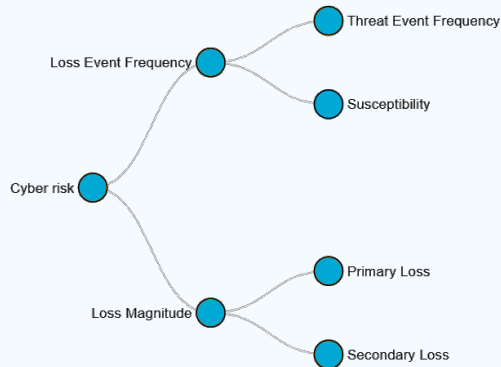 Threat Event Frequency
Loss Event Frequency
Susceptibility
Cyber risk
Primary Loss
Loss Magnitude
Secondary Loss